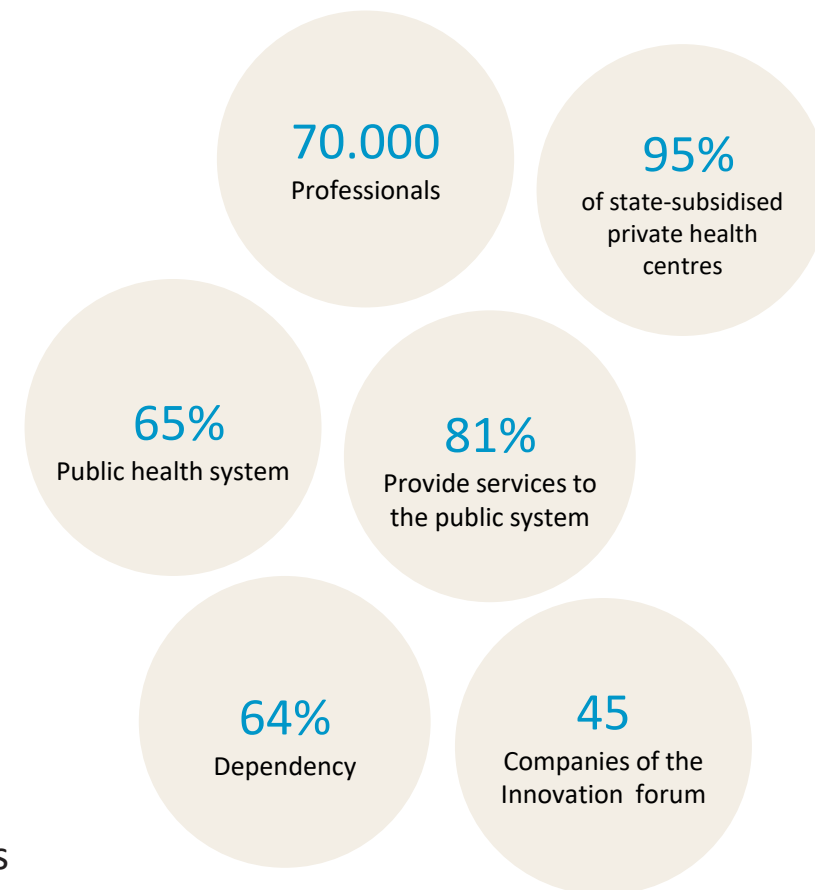 70.000
Professionals
95%
of state-subsidised
private health
centres
65%
Public health system
81%
Provide services to
the public system
64%
Dependency
45
Companies of the
Innovation forum
s